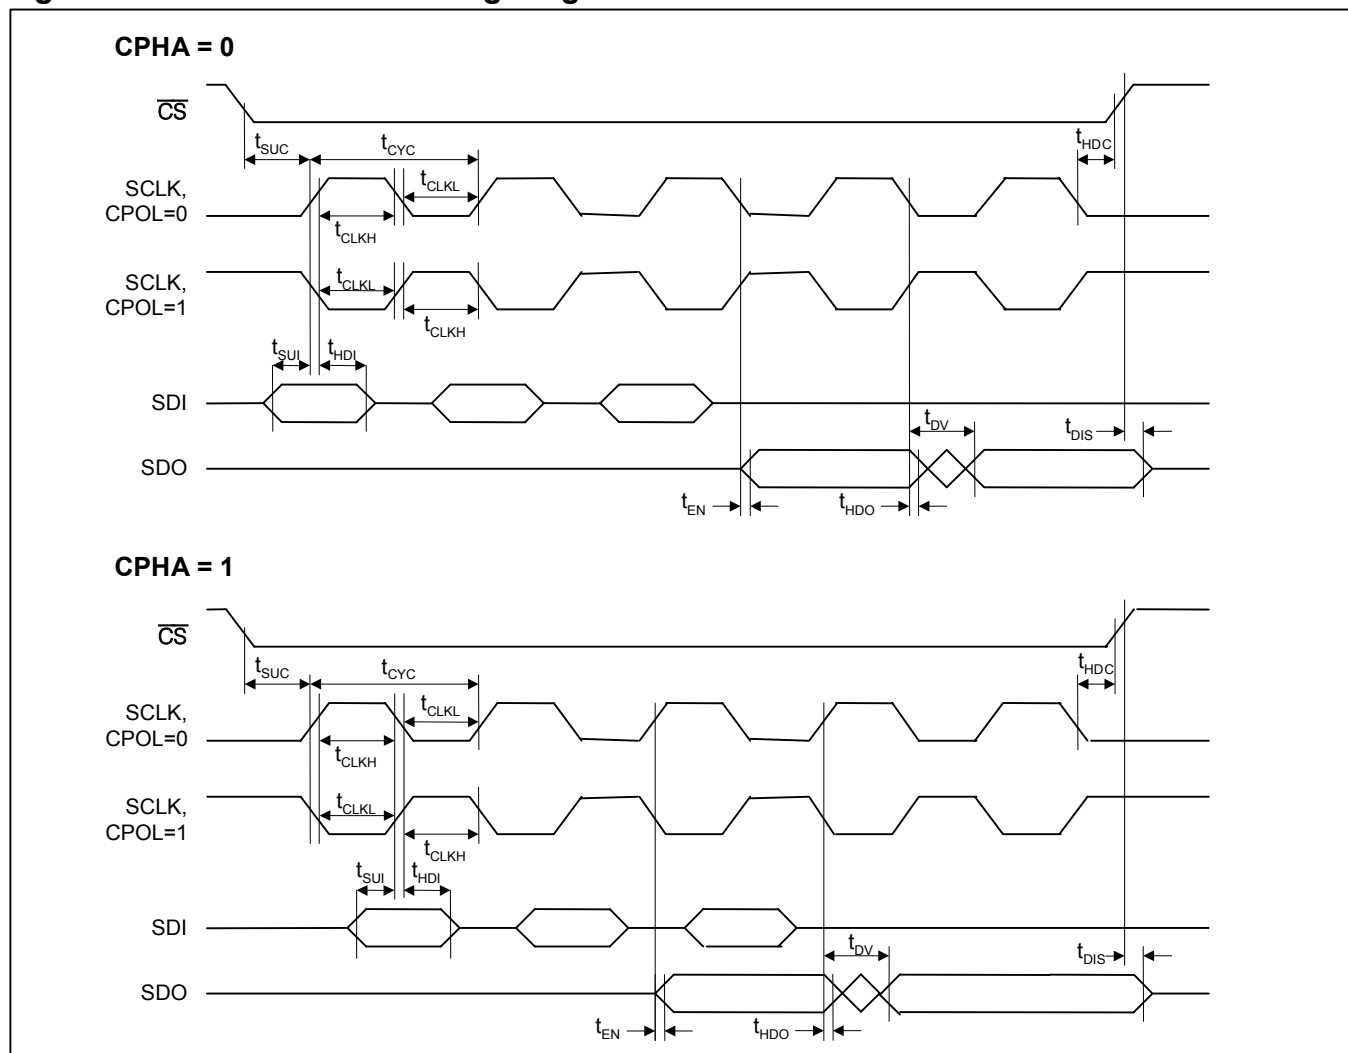 CPHA = 0
CS
tSUC
tCYC
tHDC
SCLK,
CPOL=0
tCLKL
tCLKH
SCLK,
CPOL=1
tCLKL
tCLKH
tSUI
tHDI
SDI
tDV
tDIS
SDO
tEN
tHDO
CPHA = 1
CS
tSUC
tCYC
tHDC
SCLK,
CPOL=0
tCLKL
tCLKH
SCLK,
CPOL=1
tCLKL
tCLKH
tSUI
tHDI
SDI
tDV
tDIS
SDO
tEN
tHDO